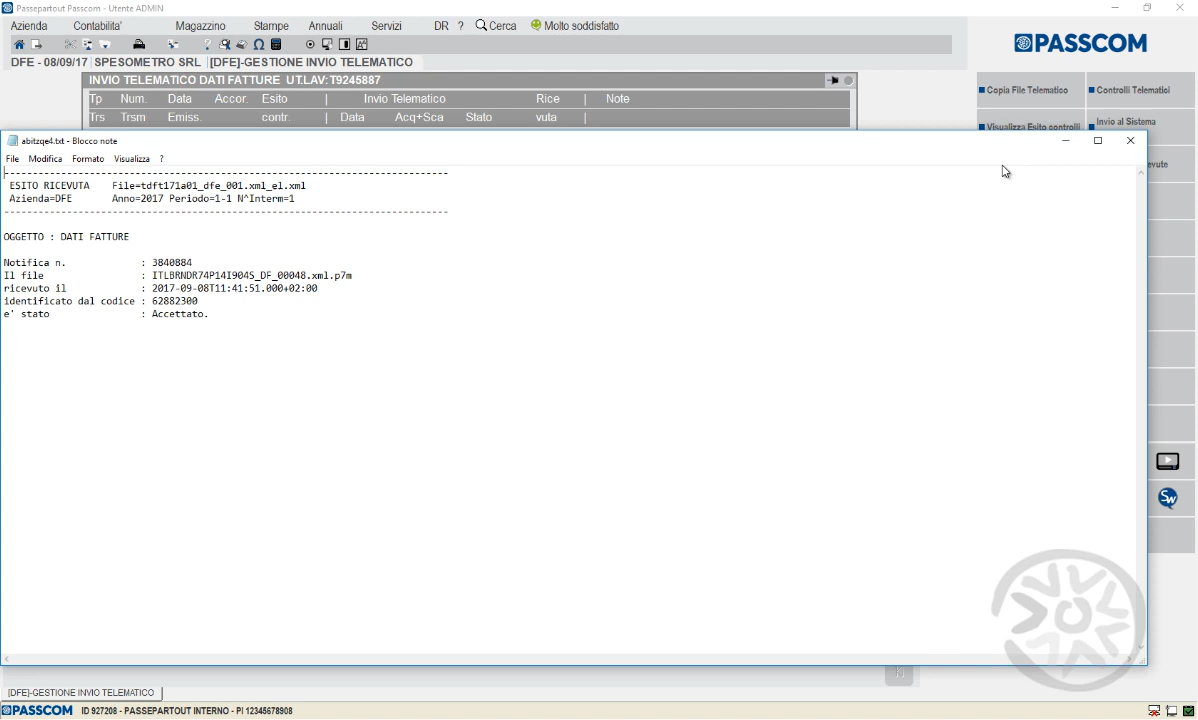 Passepartout Passcom - Utente ADMIN
Azienda Contabilita' Magazzino Stampe Annuali Servizi DR ? Cerca Molto soddisfatto
PASSCOM
DFE - 08/09/17 SPESOMETRO SRL [DFE]-GESTIONE INVIO TELEMATICO
INVIO TELEMATICO DATI FATTURE UT.LAV: T9245887
Copia File Telematico Controlli Telematici
Tp Num. Data Accor. Esito | Invio Telematico Rice | Note
Trs Trsm Emiss. contr. | Data Acq+Sca Stato vuta |
Visualizza Esito controlli Invio al Sistema
abitzqe4.txt - Blocco note
File Modifica Formato Visualizza ?
evute
--------------------------------------------------------------------------------
ESITO RICEVUTA File=tdft171a01_dfe_001.xml_el.xml
Azienda=DFE Anno=2017 Periodo=1-1 N^Interm=1
--------------------------------------------------------------------------------
OGGETTO : DATI FATTURE
Notifica n. : 3840884
Il file : ITLBRNDR74P14I904S_DF_00048.xml.p7m
ricevuto il : 2017-09-08T11:41:51.000+02:00
identificato dal codice : 62882300
e' stato : Accettato.
Sw
[DFE]-GESTIONE INVIO TELEMATICO
PASSCOM ID 927208 - PASSEPARTOUT INTERNO - PI 12345678908